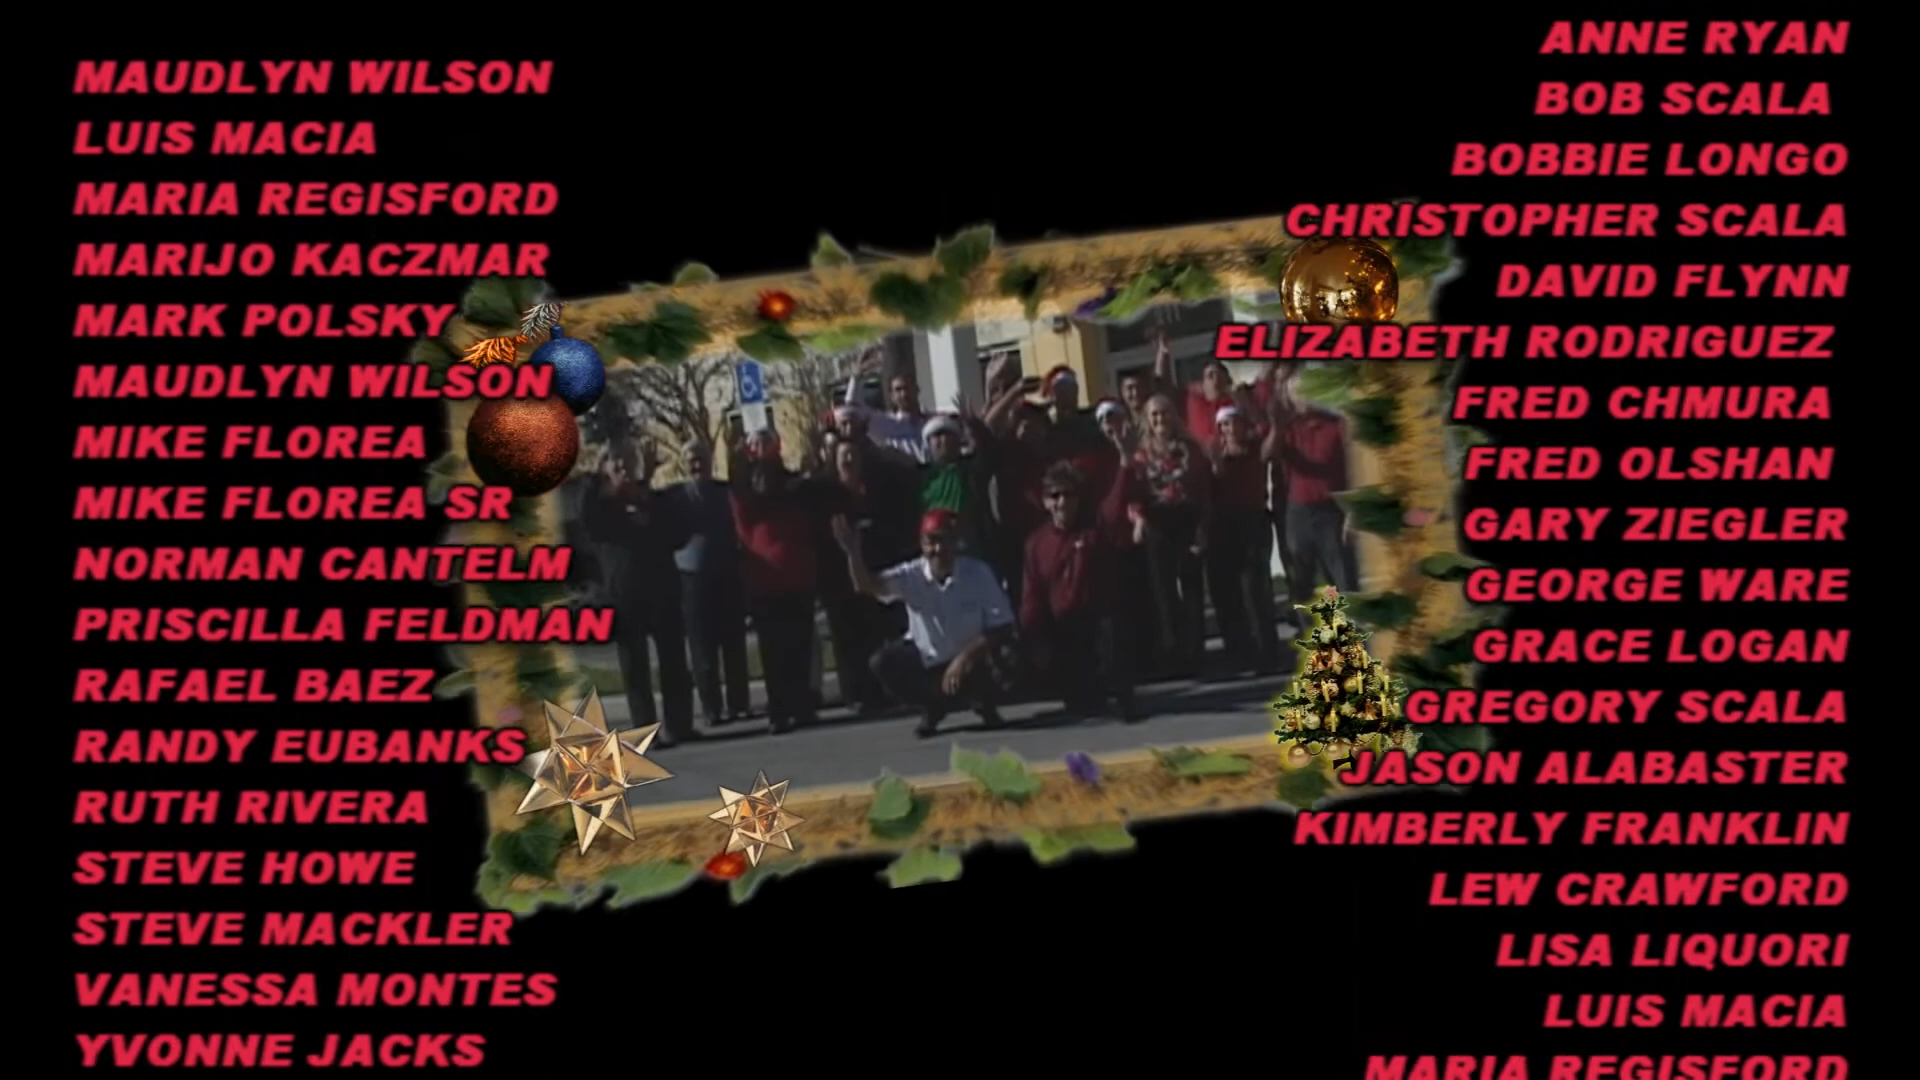 MAUDLYN WILSON
LUIS MACIA
MARIA REGISFORD
MARIJO KACZMAR
MARK POLSKY
MAUDLYN WILSON
MIKE FLOREA
MIKE FLOREA SR
NORMAN CANTELM
PRISCILLA FELDMAN
RAFAEL BAEZ
RANDY EUBANKS
RUTH RIVERA
STEVE HOWE
STEVE MACKLER
VANESSA MONTES
YVONNE JACKS
ANNE RYAN
BOB SCALA
BOBBIE LONGO
CHRISTOPHER SCALA
DAVID FLYNN
ELIZABETH RODRIGUEZ
FRED CHMURA
FRED OLSHAN
GARY ZIEGLER
GEORGE WARE
GRACE LOGAN
GREGORY SCALA
JASON ALABASTER
KIMBERLY FRANKLIN
LEW CRAWFORD
LISA LIQUORI
LUIS MACIA
MARIA REGISFORD